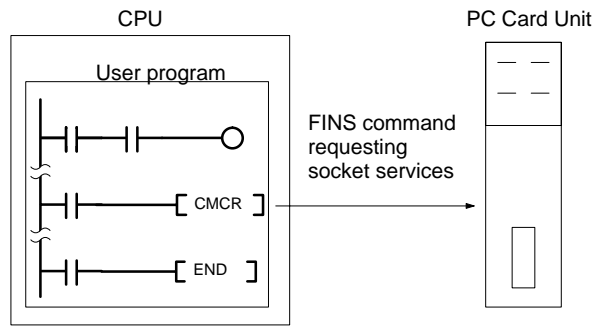 CPU
PC Card Unit
User program
FINS command
requesting
socket services
CMCR
END